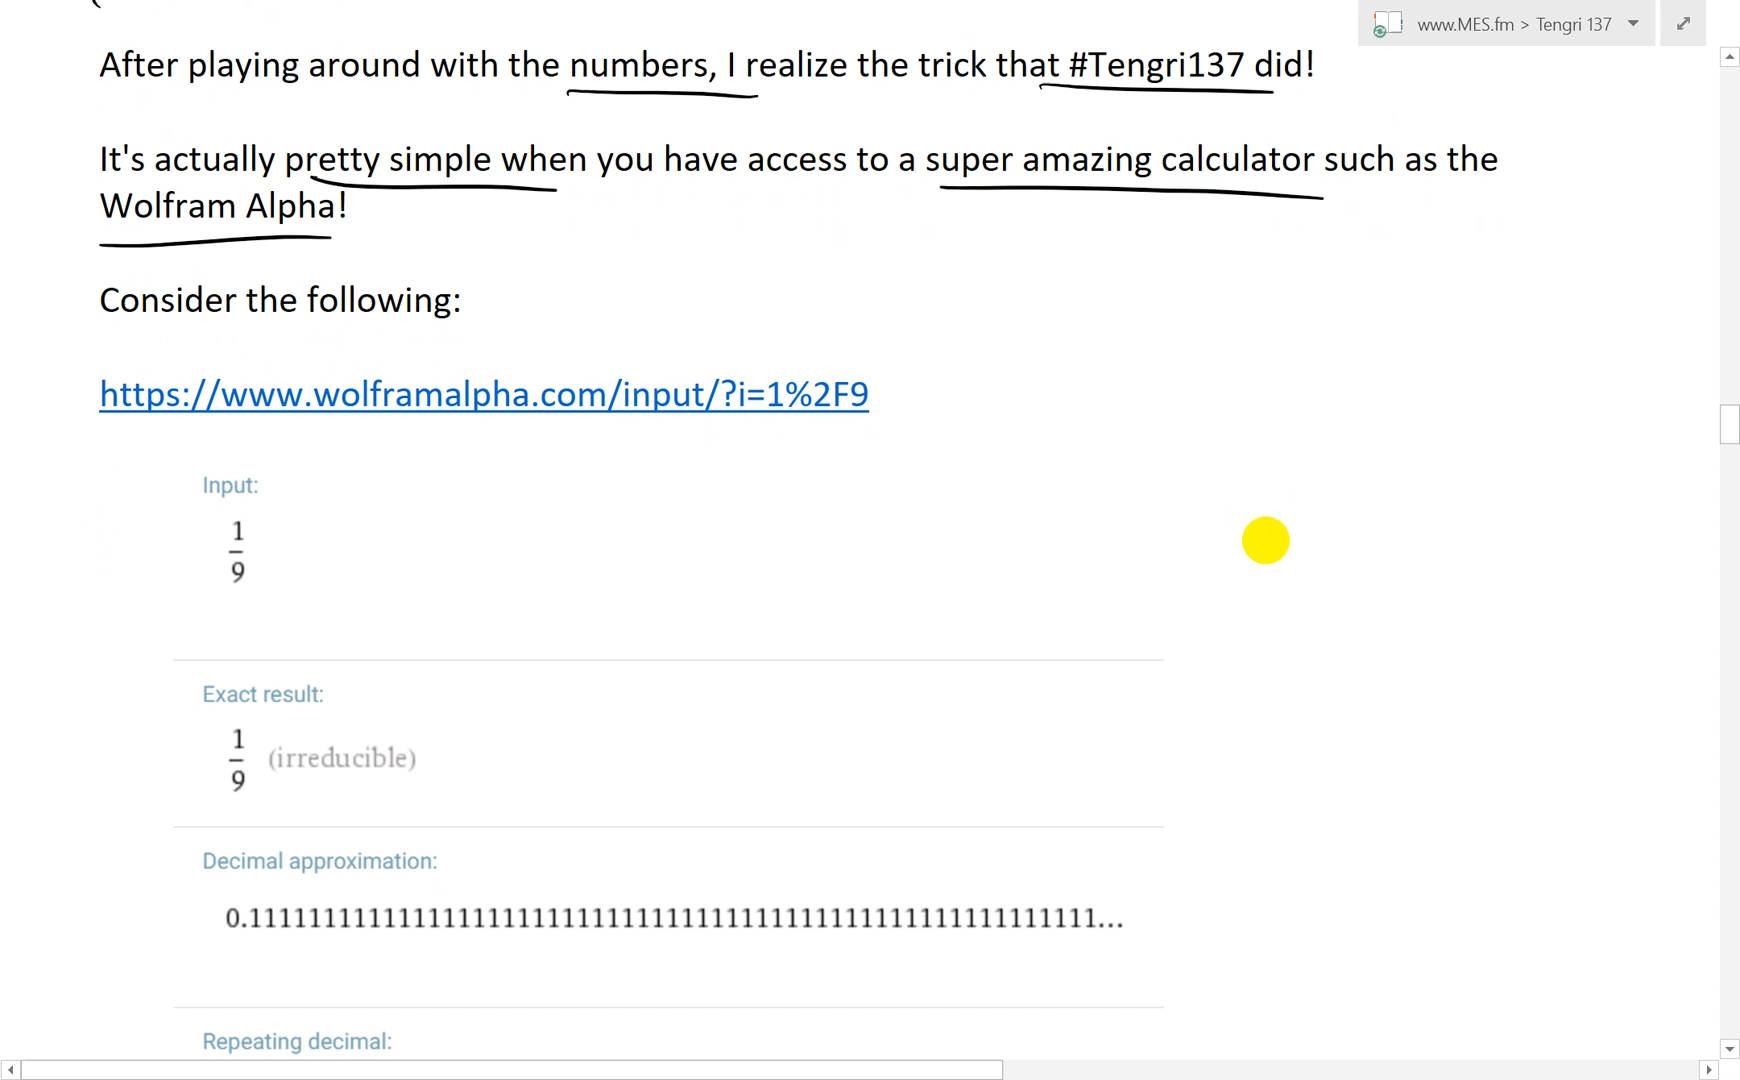 www.MES.fm > Tengri 137
After playing around with the numbers, I realize the trick that #Tengri137 did!
It's actually pretty simple when you have access to a super amazing calculator such as the
Wolfram Alpha!
Consider the following:
https://www.wolframalpha.com/input/?i=1%2F9
Input:
1
9
Exact result:
1
9
(irreducible)
Decimal approximation:
0.111111111111111111111111111111111111111111111111111111111...
Repeating decimal: